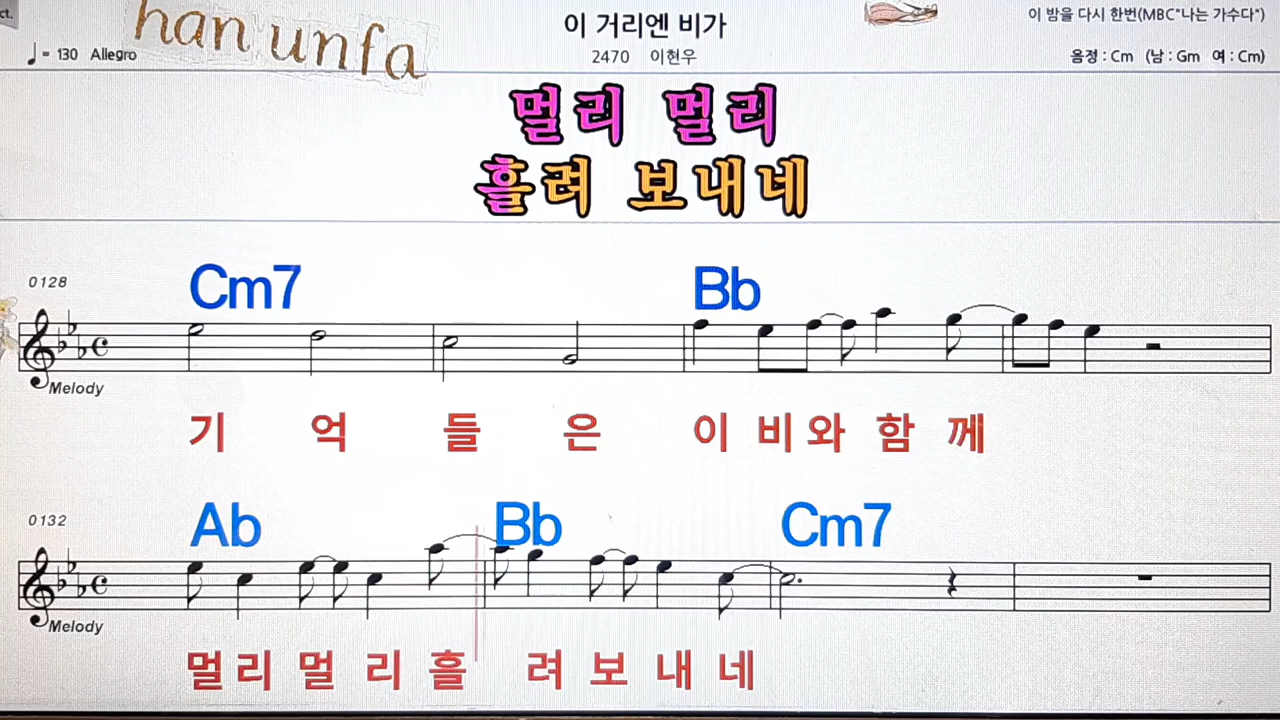 ct.
han unfa
이 거리엔 비가
이 밤을 다시 한번(MBC"나는 가수다")
♩= 130 Allegro
2470 이현우
음정 : Cm (남 : Gm 여 : Cm)
멀리 멀리
흘려 보내네
0128
Cm7 Bb
Melody
기 억 들 은 이 비 와 함 께
0132
Ab Bb Cm7
Melody
멀 리 멀 리 흘 려 보 내 네